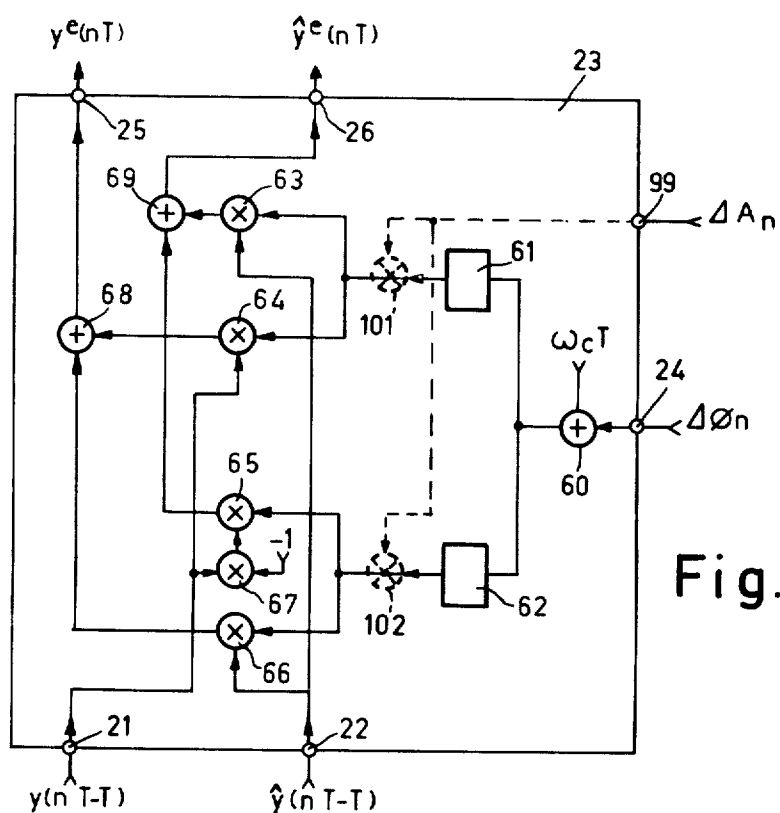 y^e(nT) ŷ^e(nT)
23
25 26
69 63
99 ΔA_n
61
68 64
101
ω_cT
24
Δø_n
60
65
-1
67
102 62
66
Fig.
21 22
y(nT-T) ŷ(nT-T)